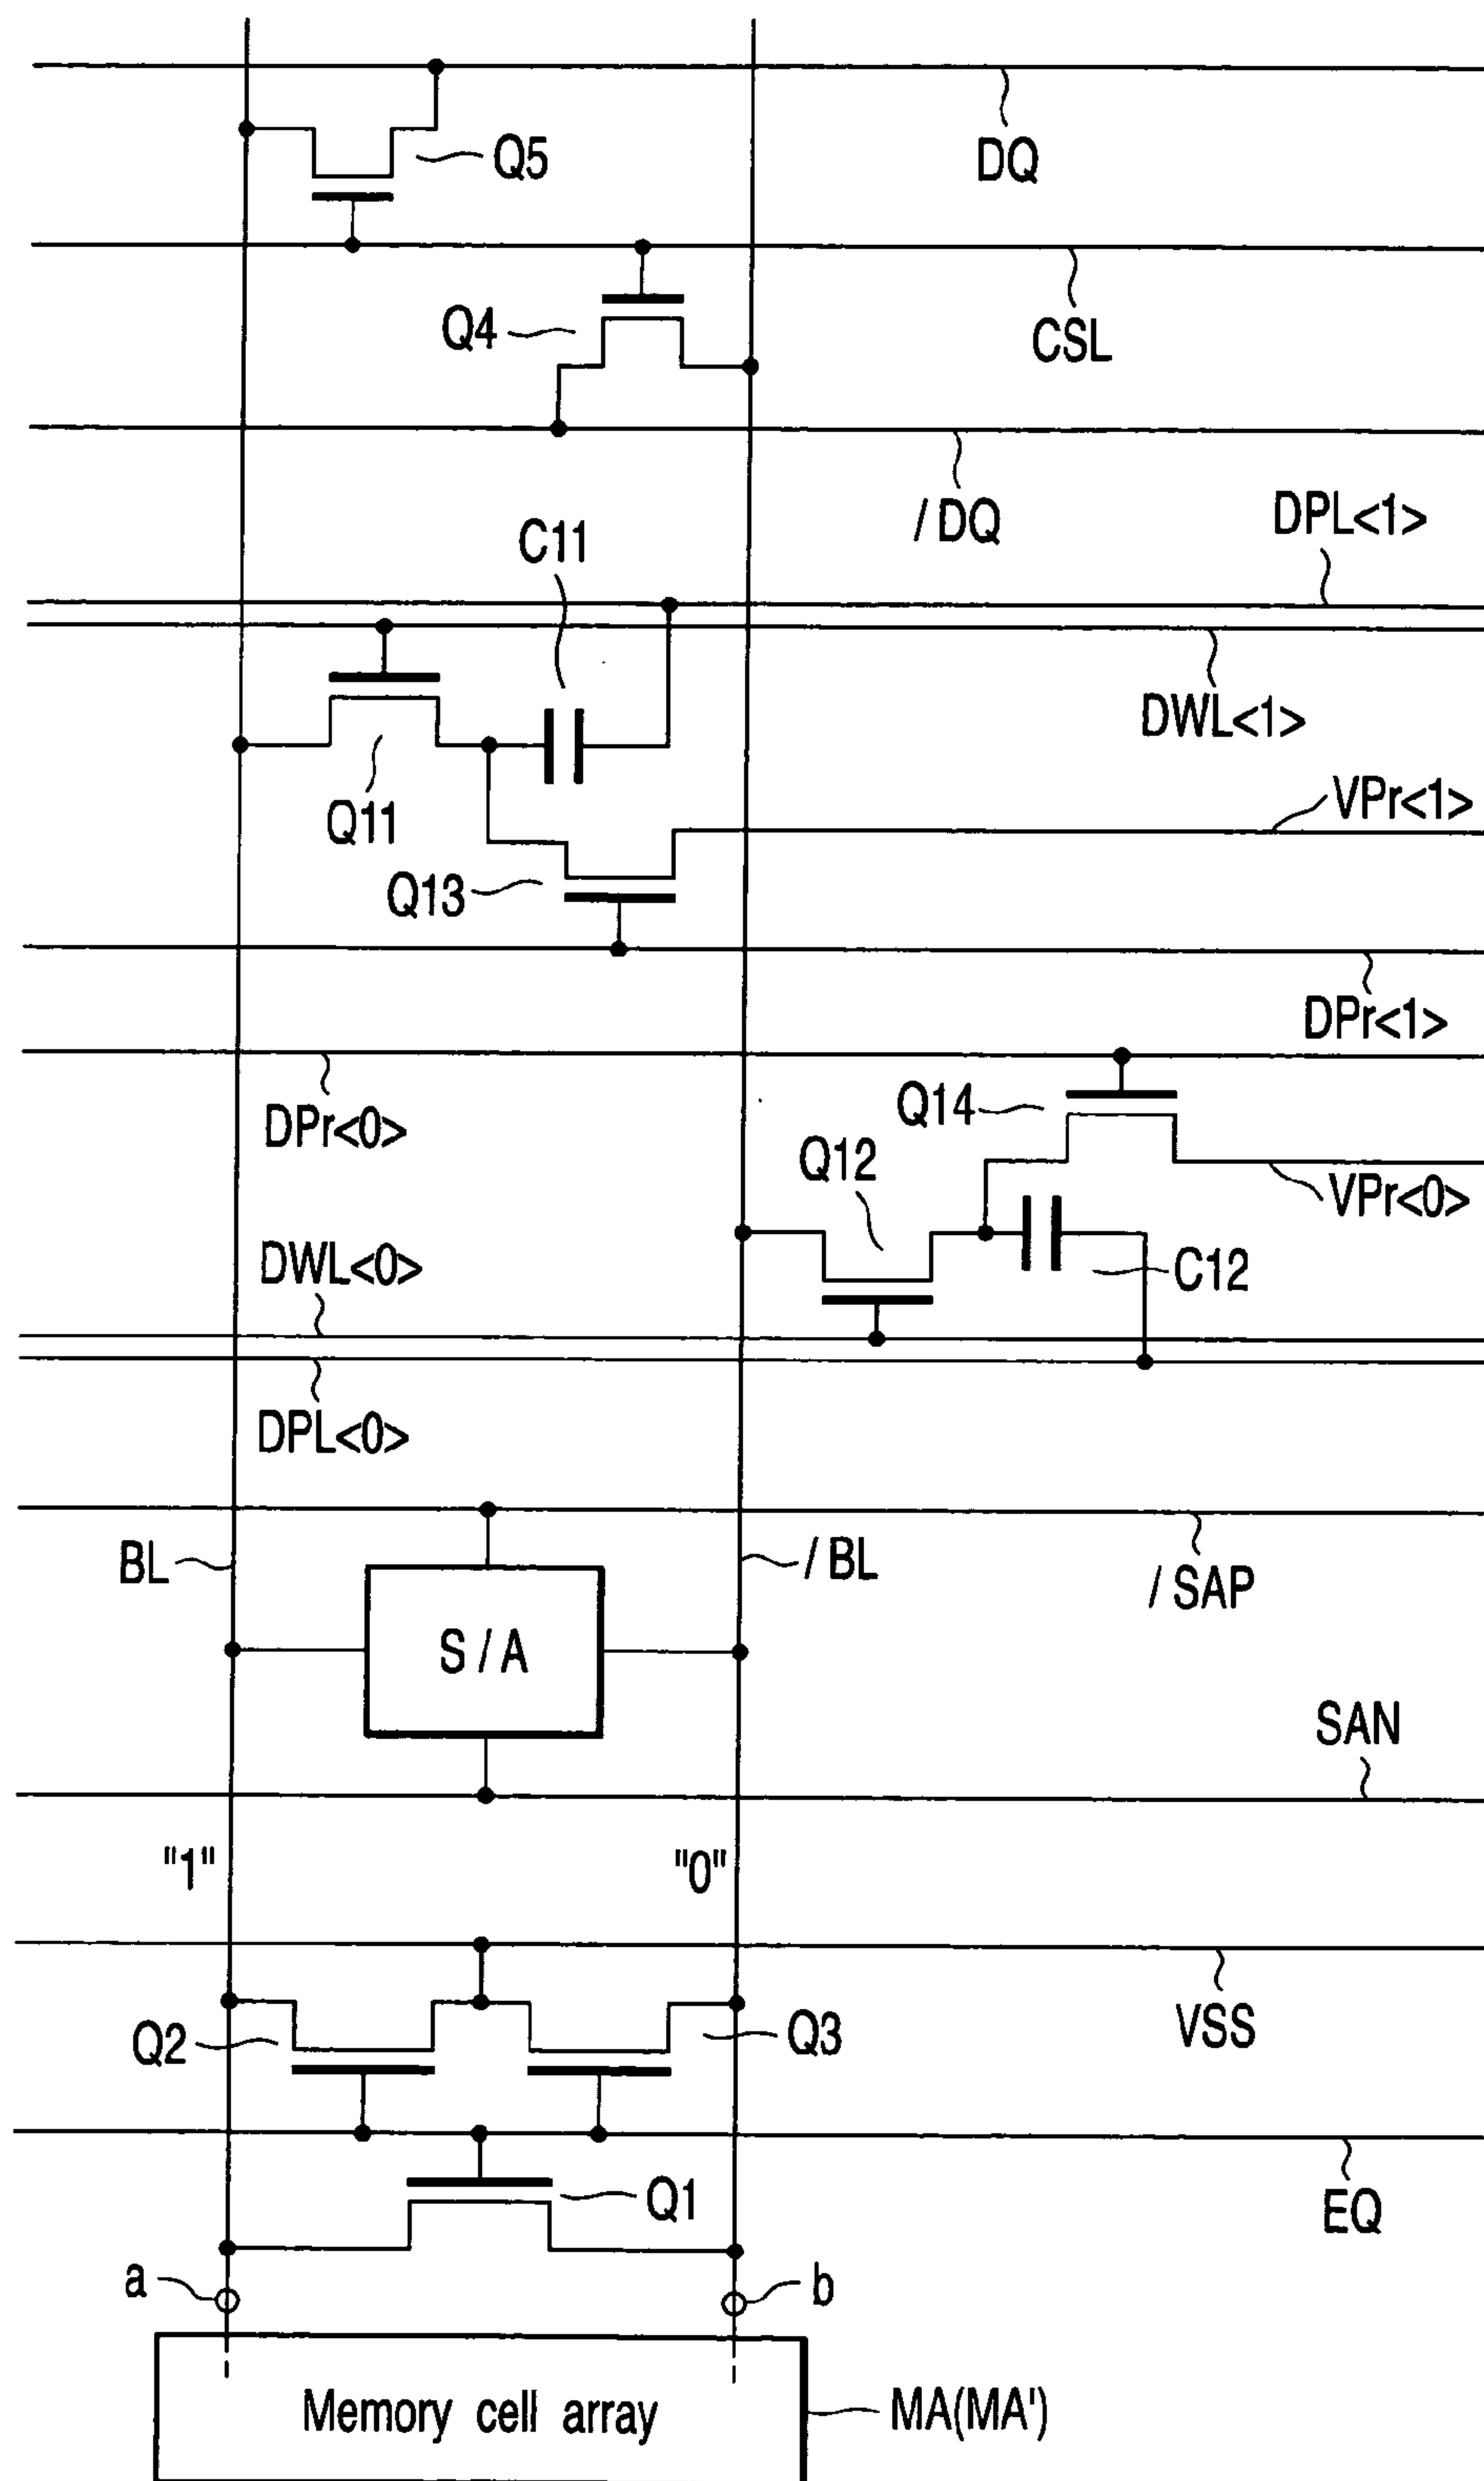 Q5
DQ
Q4
CSL
/ DQ
DPL<1>
C11
DWL<1>
Q11
VPr<1>
Q13
DPr<1>
DPr<0>
Q14
Q12
VPr<0>
DWL<0>
C12
DPL<0>
BL
/ BL
/ SAP
S / A
SAN
"1"
"0"
Q2
Q3
VSS
Q1
EQ
a
b
Memory cell array
MA(MA')